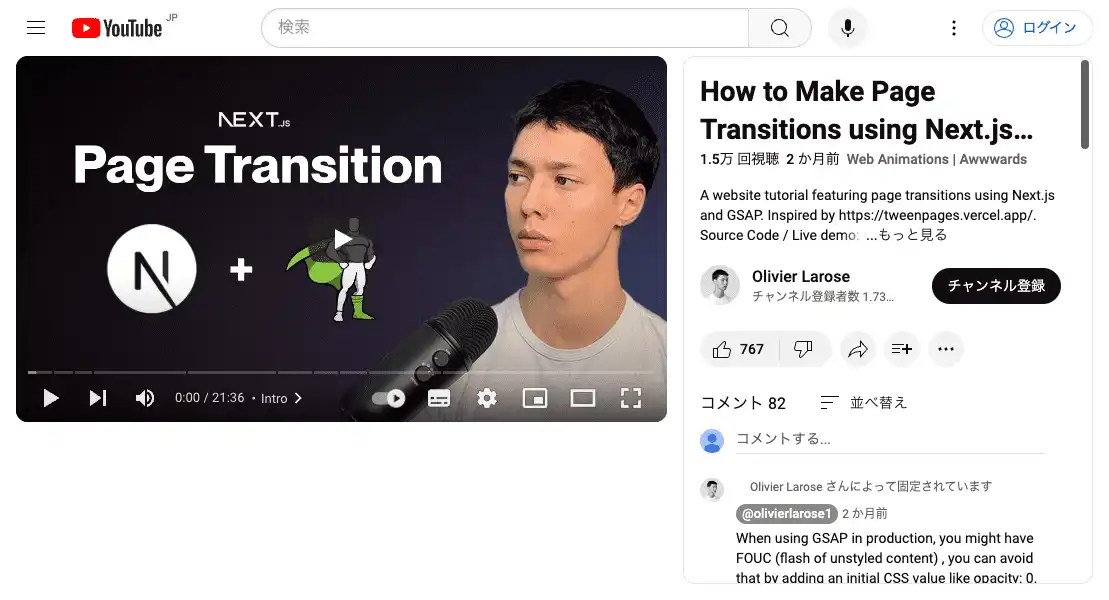 YouTube JP
検索
ログイン
NEXT.JS
Page Transition
N
+
0:00 / 21:36 • Intro
How to Make Page
Transitions using Next.js...
1.5万 回視聴 2 か月前 Web Animations | Awwwards
A website tutorial featuring page transitions using Next.js
and GSAP. Inspired by https://tweenpages.vercel.app/.
Source Code / Live demo: ...もっと見る
Olivier Larose
チャンネル登録者数 1.73...
チャンネル登録
767
コメント 82
並べ替え
コメントする...
Olivier Larose さんによって固定されています
@olivierlarose1 2 か月前
When using GSAP in production, you might have
FOUC (flash of unstyled content) , you can avoid
that by adding an initial CSS value like opacity: 0.